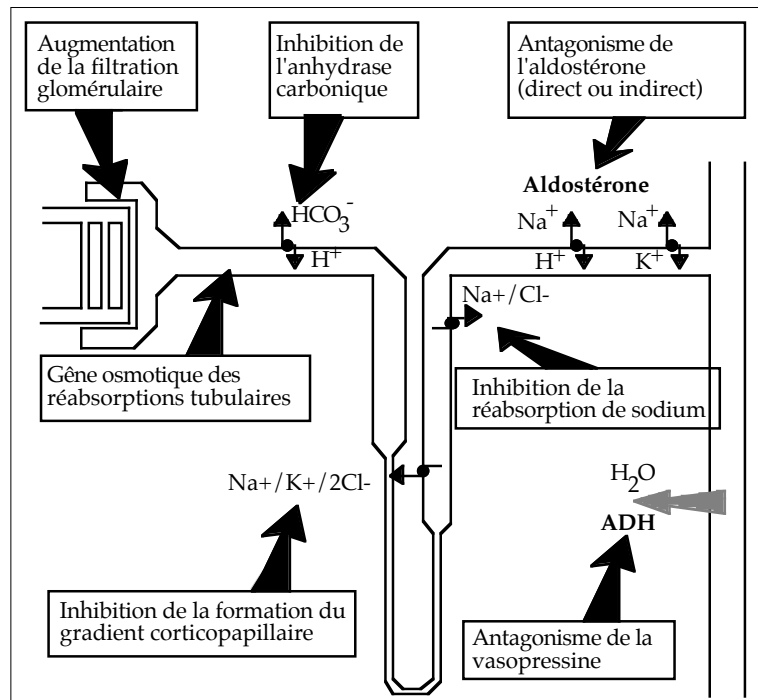 Augmentation
de la filtration
glomérulaire
Inhibition de
l'anhydrase
carbonique
Antagonisme de
l'aldostérone
(direct ou indirect)
Aldostérone
HCO3-
H+
Na+
Na+
H+
K+
Na+/Cl-
Gêne osmotique des
réabsorptions tubulaires
Inhibition de la
réabsorption de sodium
Na+/K+/2Cl-
H2O
ADH
Inhibition de la formation du
gradient corticopapillaire
Antagonisme de la
vasopressine